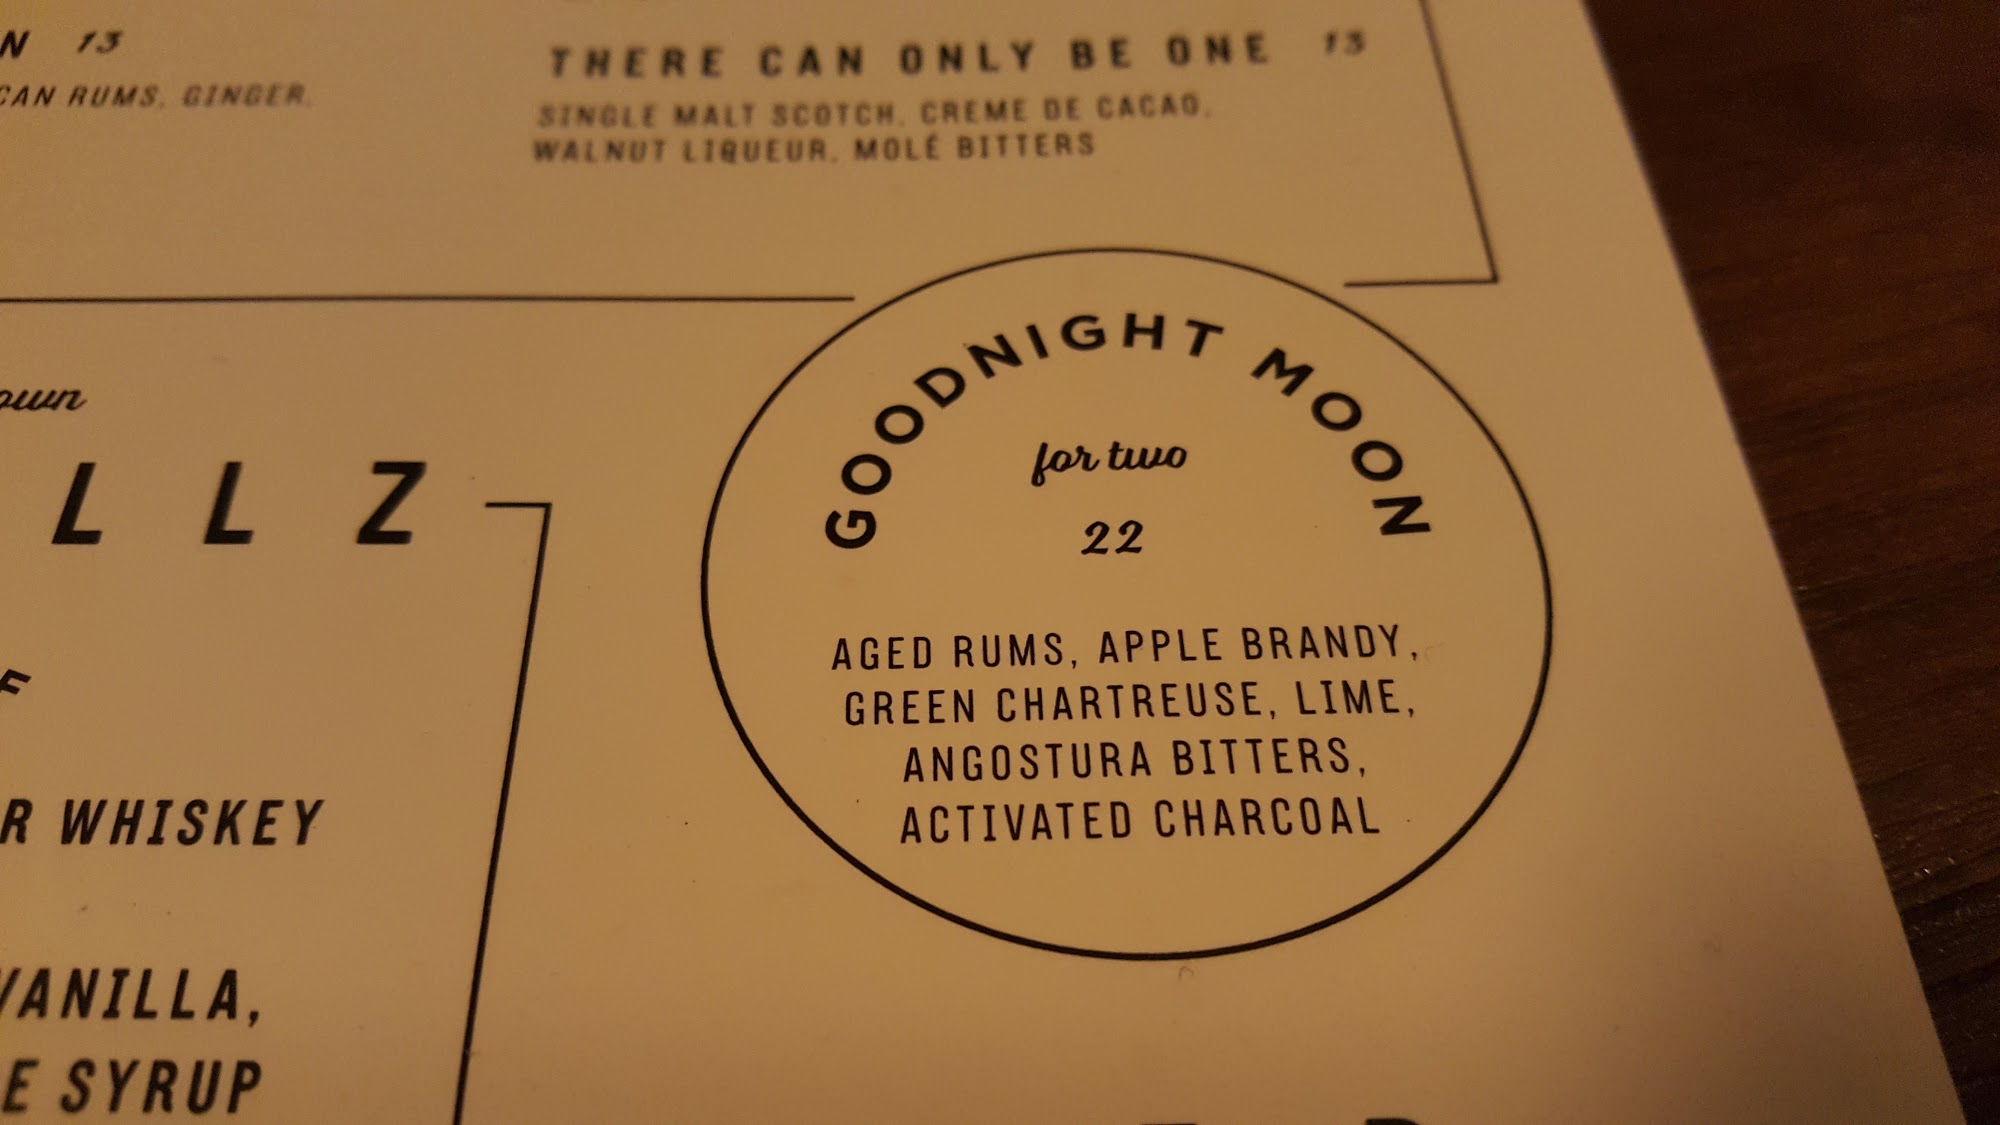 N 13
CAN RUMS, GINGER,
THERE CAN ONLY BE ONE 13
SINGLE MALT SCOTCH, CREME DE CACAO,
WALNUT LIQUEUR, MOLÉ BITTERS
own
LLZ
F
R WHISKEY
VANILLA,
E SYRUP
GOODNIGHT MOON
for two
22
AGED RUMS, APPLE BRANDY,
GREEN CHARTREUSE, LIME,
ANGOSTURA BITTERS,
ACTIVATED CHARCOAL